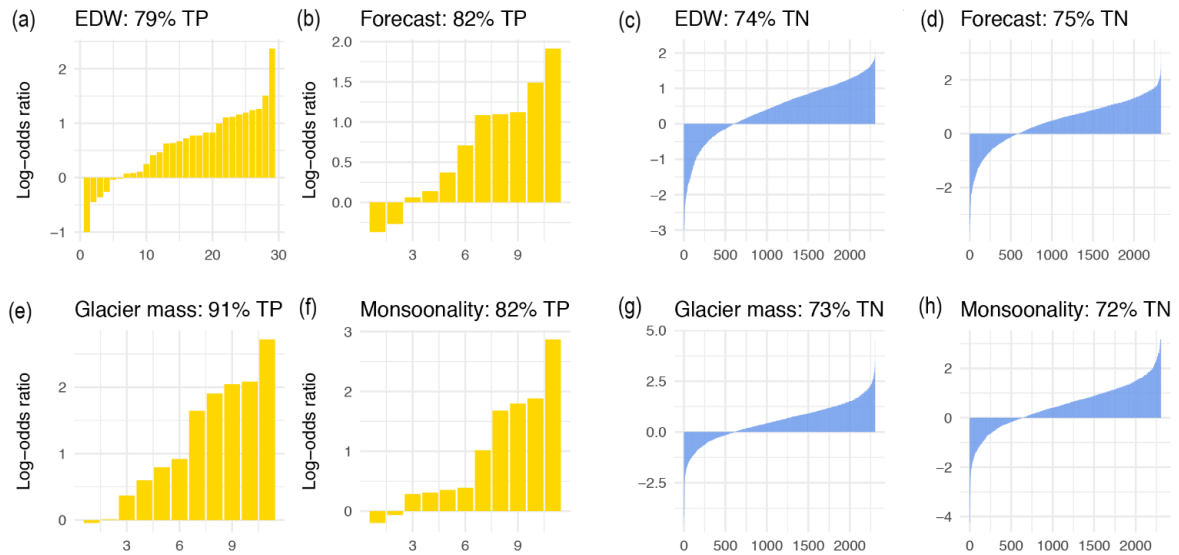 (a) EDW: 79% TP
Log−odds ratio
2
1
0
−1
0 10 20 30
(b) Forecast: 82% TP
Log−odds ratio
2.0
1.5
1.0
0.5
0.0
3 6 9
(c) EDW: 74% TN
2
1
0
−1
−2
−3
0 500 1000 1500 2000
(d) Forecast: 75% TN
2
0
−2
0 500 1000 1500 2000
(e) Glacier mass: 91% TP
Log−odds ratio
2
1
0
3 6 9
(f) Monsoonality: 82% TP
Log−odds ratio
3
2
1
0
3 6 9
(g) Glacier mass: 73% TN
5.0
2.5
0.0
−2.5
0 500 1000 1500 2000
(h) Monsoonality: 72% TN
2
0
−2
−4
0 500 1000 1500 2000